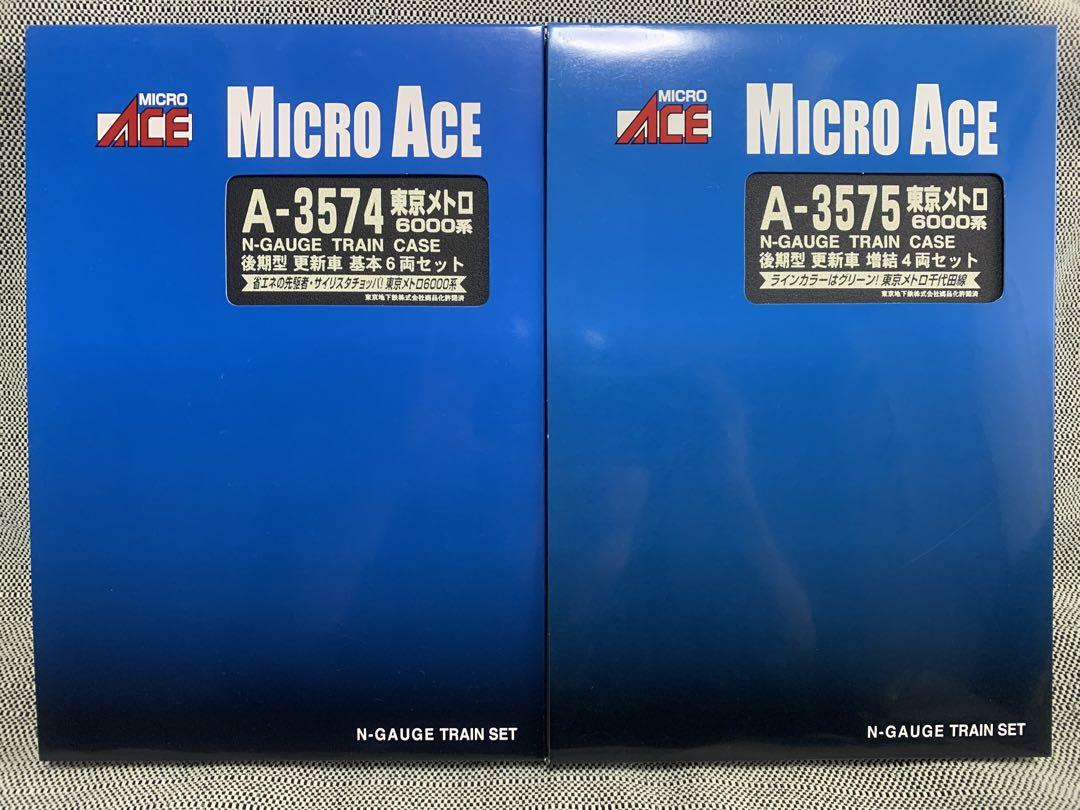 MICRO
ACE
MICRO ACE
A-3574 東京メトロ
6000系
N-GAUGE TRAIN CASE
後期型 更新車 基本6両セット
省エネの先駆者・サイリスタチョッパ!東京メトロ6000系
東京地下鉄株式会社商品化許諾済
N-GAUGE TRAIN SET
MICRO
ACE
MICRO ACE
A-3575 東京メトロ
6000系
N-GAUGE TRAIN CASE
後期型 更新車 増結4両セット
ラインカラーはグリーン!東京メトロ千代田線
東京地下鉄株式会社商品化許諾済
N-GAUGE TRAIN SET